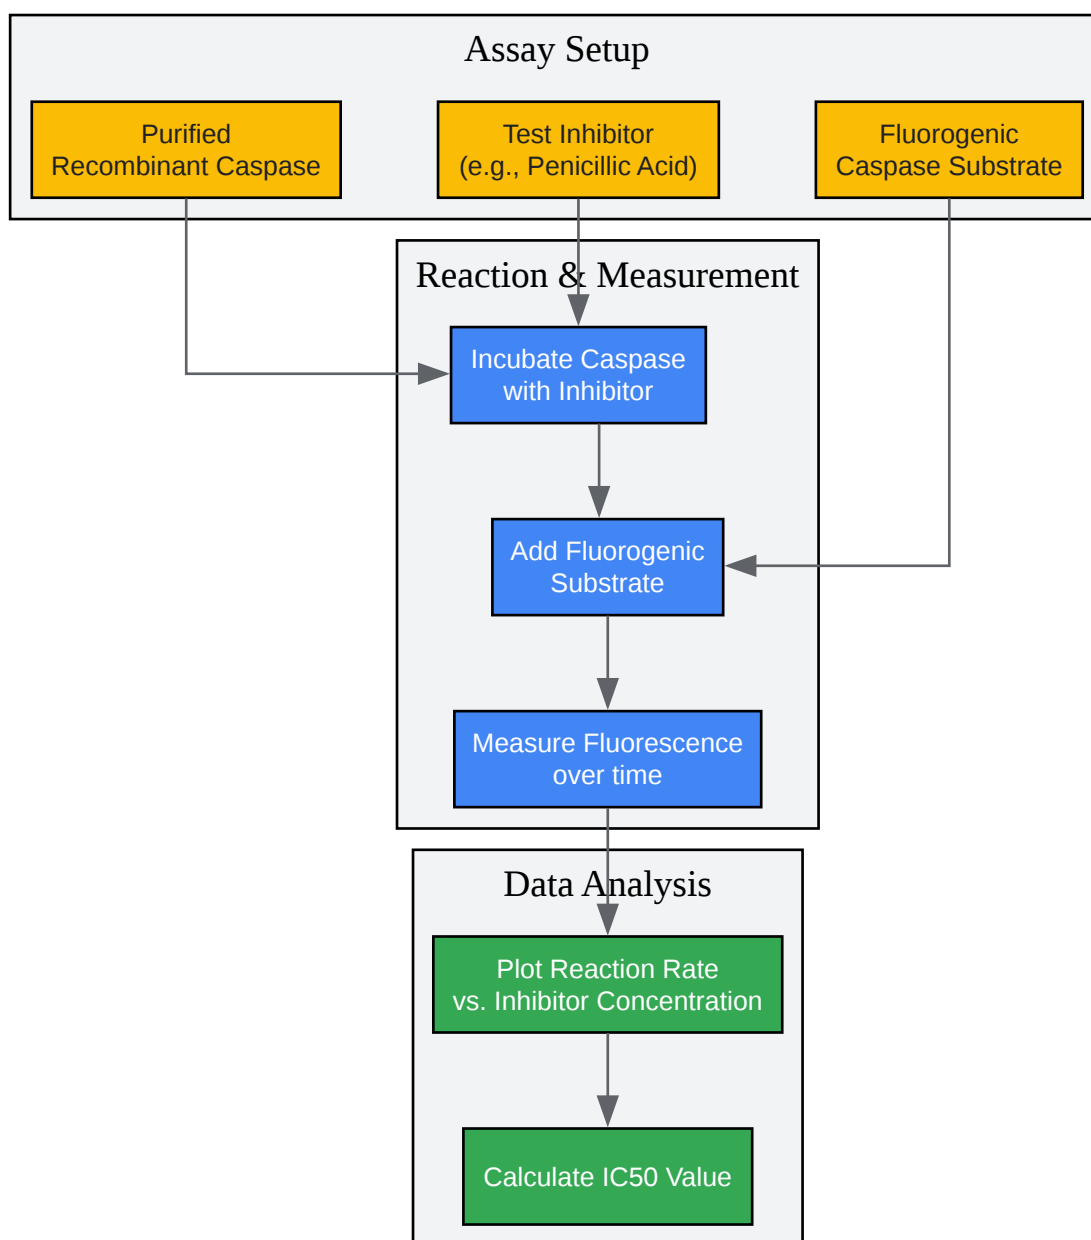 Assay Setup
Purified
Recombinant Caspase
Test Inhibitor
(e.g., Penicillic Acid)
Fluorogenic
Caspase Substrate
Reaction & Measurement
Incubate Caspase
with Inhibitor
Add Fluorogenic
Substrate
Measure Fluorescence
over time
Data Analysis
Plot Reaction Rate
vs. Inhibitor Concentration
Calculate IC50 Value